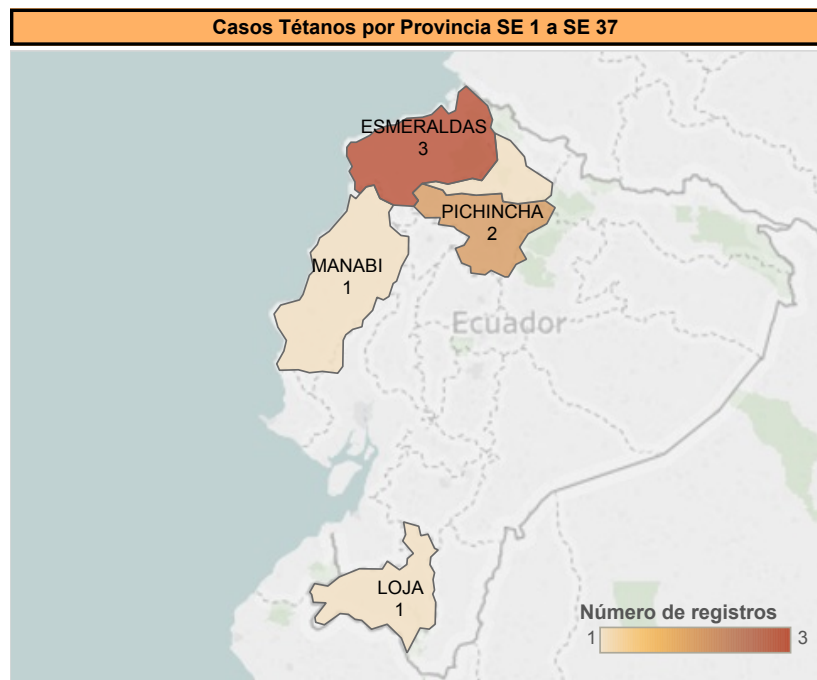 Casos Tétanos por Provincia SE 1 a SE 37
ESMERALDAS
3
PICHINCHA
2
MANABI
1
Ecuador
LOJA
1
Número de registros
1 3